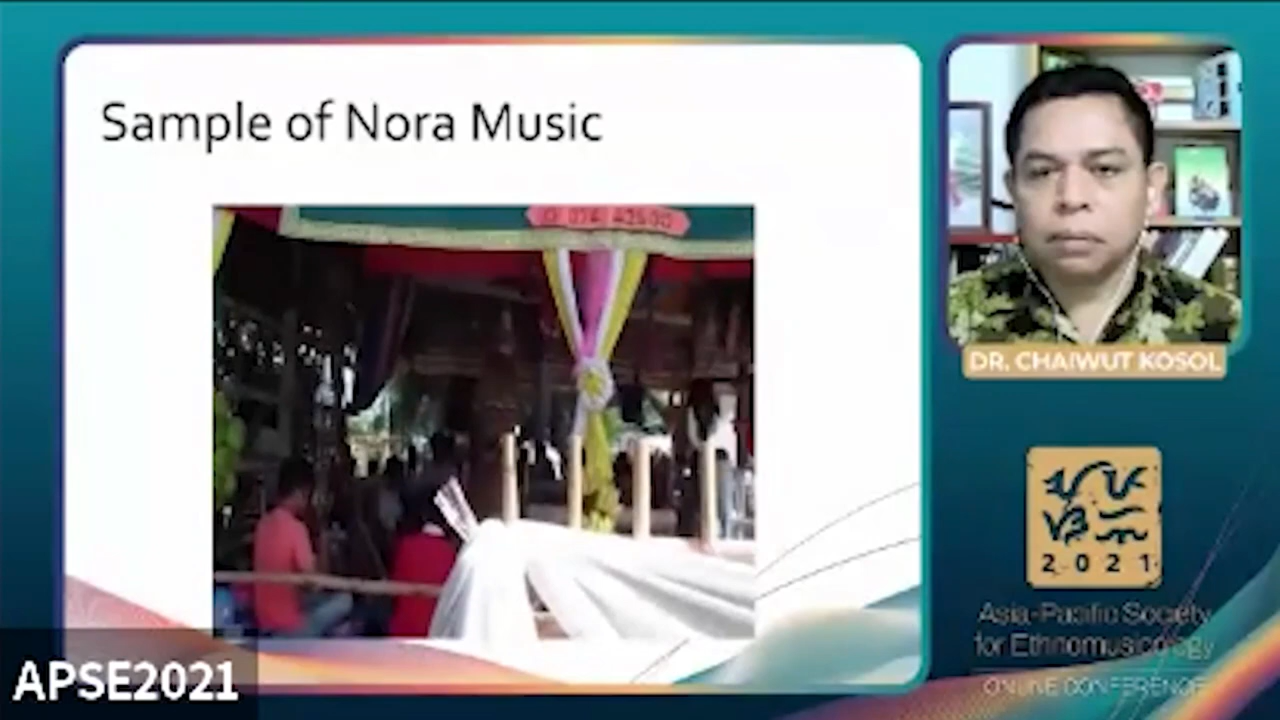 Sample of Nora Music
DR. CHAIWUT KOSOL
2021
Asia-Pacific Society
for Ethnomusicology
ONLINE CONFERENCE
APSE2021